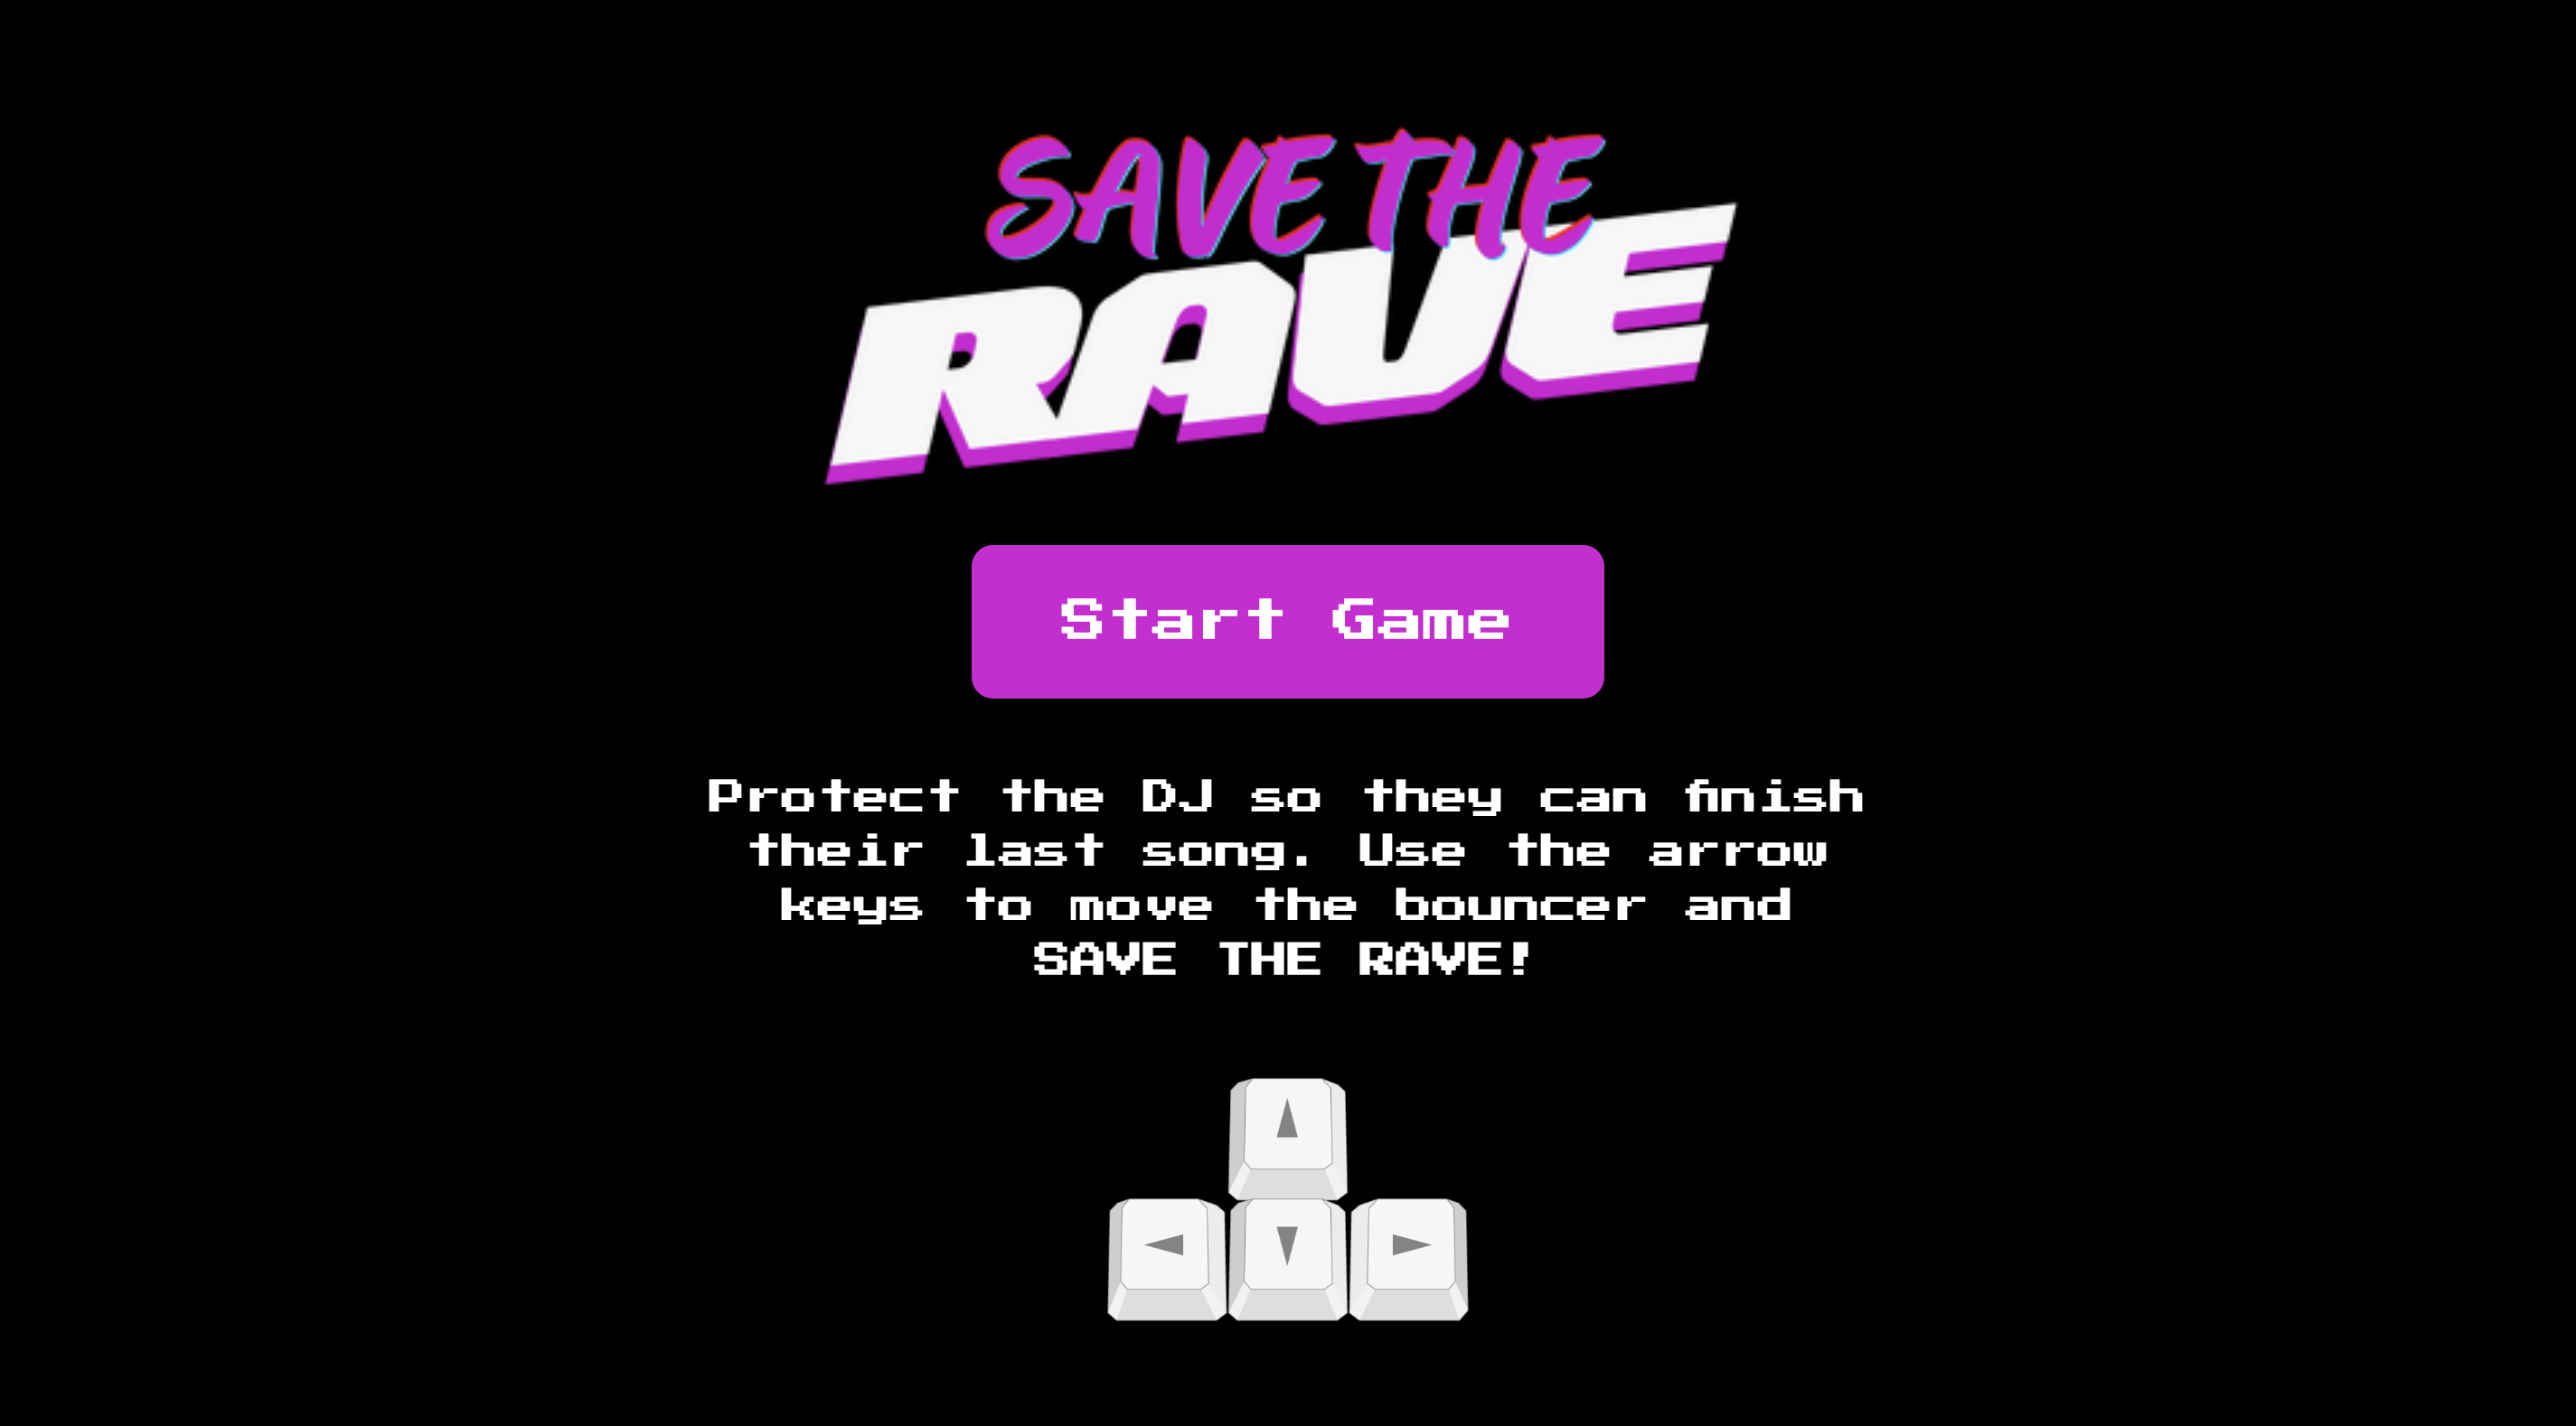 SAVE THE
RAVE
Start Game
Protect the DJ so they can finish
their last song. Use the arrow
keys to move the bouncer and
SAVE THE RAVE!